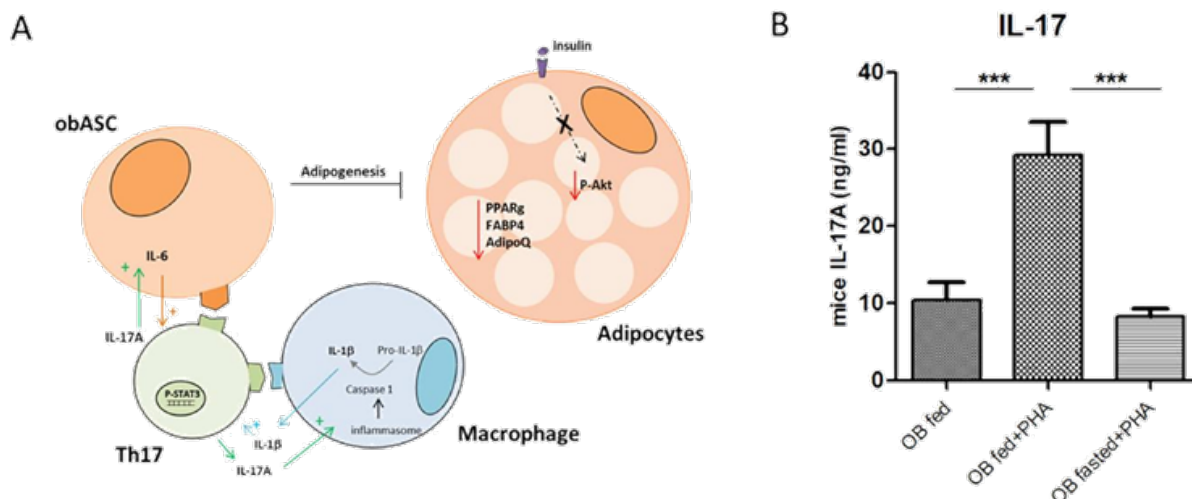 A
insulin
obASC
Adipogenesis
P-Akt
PPARg
FABP4
AdipoQ
IL-6
+
+
IL-17A
Adipocytes
P-STAT3
IL-1β
Pro-IL-1β
Caspase 1
inflammasome
+
+
IL-1β
Th17
IL-17A
Macrophage
B
IL-17
***
***
mice IL-17A (ng/ml)
40
30
20
10
0
OB fed
OB fed+PHA
OB fasted+PHA